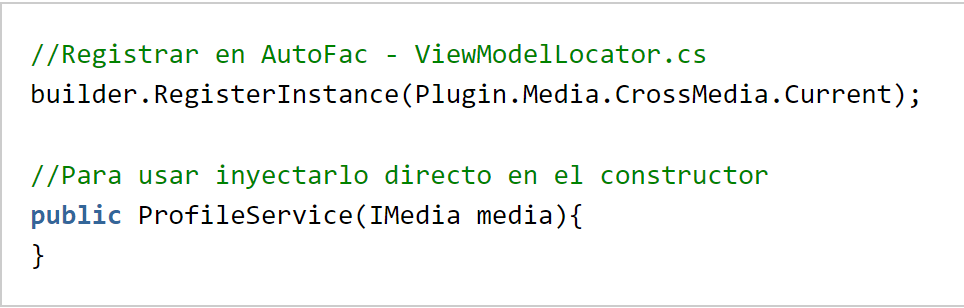 //Registrar en AutoFac - ViewModelLocator.cs
builder.RegisterInstance(Plugin.Media.CrossMedia.Current);
//Para usar inyectarlo directo en el constructor
public ProfileService(IMedia media){
}